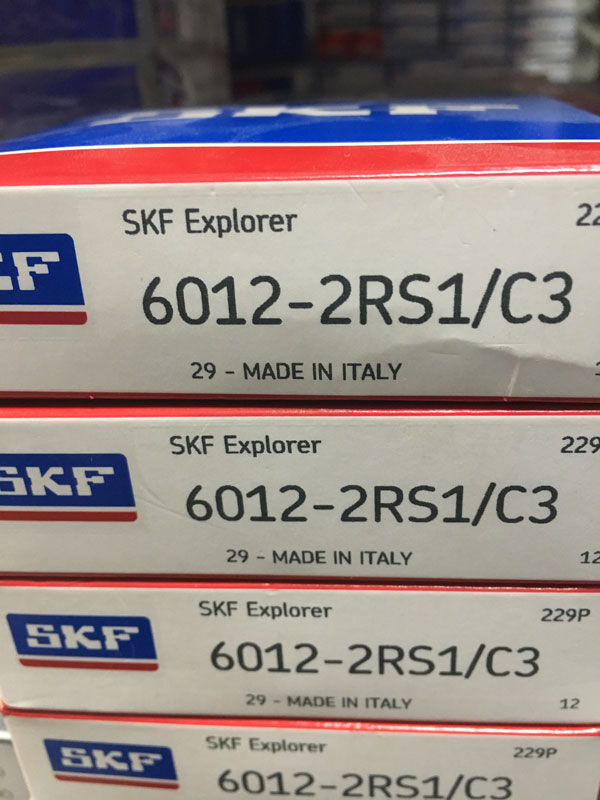 SKF
SKF Explorer
6012-2RS1/C3
29 - MADE IN ITALY
SKF Explorer
229
SKF
6012-2RS1/C3
29 - MADE IN ITALY
12
SKF Explorer
229P
SKF
6012-2RS1/C3
29 - MADE IN ITALY
12
SKF Explorer
229P
SKF
6012-2RS1/C3